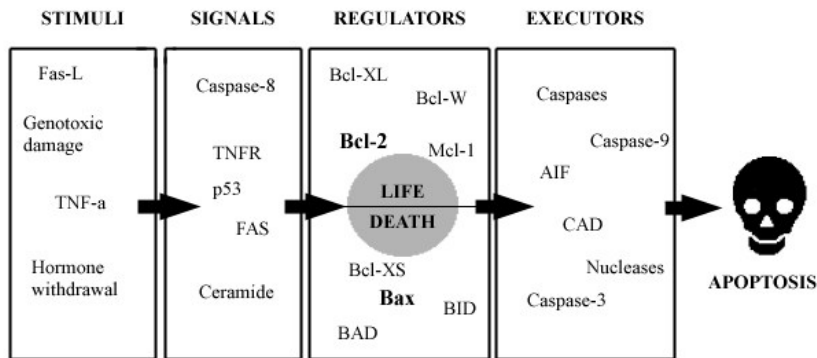 STIMULI
SIGNALS
REGULATORS
EXECUTORS
Fas-L
Genotoxic
damage
TNF-a
Hormone
withdrawal
Caspase-8
TNFR
p53
FAS
Ceramide
Bcl-XL
Bcl-W
Bcl-2
Mcl-1
LIFE
DEATH
Bcl-XS
Bax
BID
BAD
Caspases
Caspase-9
AIF
CAD
Nucleases
Caspase-3
APOPTOSIS